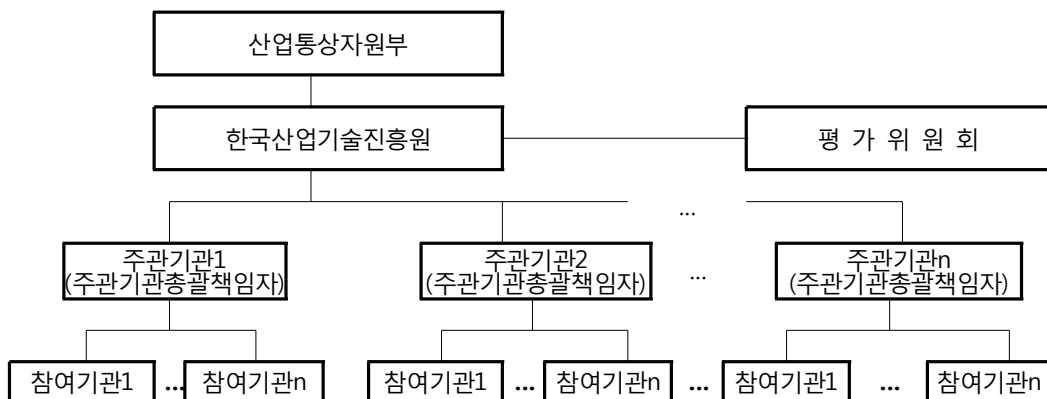 산업통상자원부
한국산업기술진흥원
평 가 위 원 회
...
주관기관1
(주관기관총괄책임자)
주관기관2
(주관기관총괄책임자)
...
주관기관n
(주관기관총괄책임자)
참여기관1 ... 참여기관n 참여기관1 ... 참여기관n ... 참여기관1 ... 참여기관n